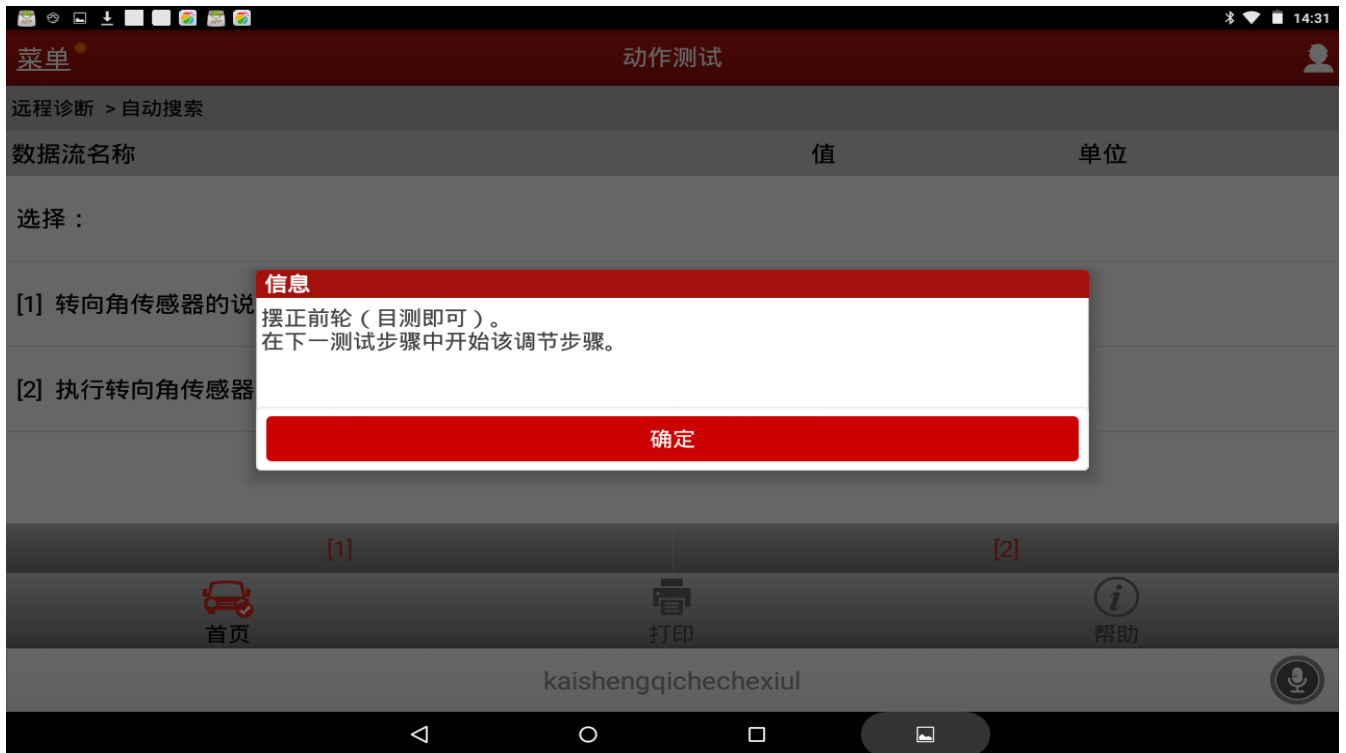 14:31
菜单
动作测试
远程诊断 >自动搜索
数据流名称 值 单位
选择：
[1] 转向角传感器的说
[2] 执行转向角传感器
信息
摆正前轮（目测即可）。
在下一测试步骤中开始该调节步骤。
确定
[1] [2]
首页 打印 帮助
kaishengqichechexiul